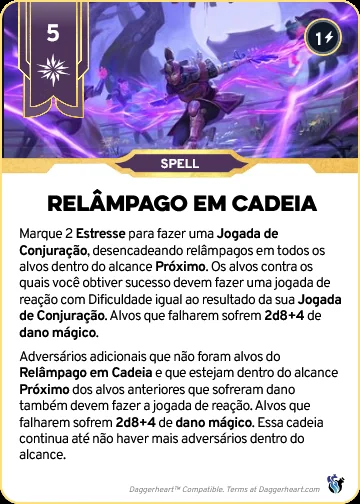 5
1
SPELL
RELÂMPAGO EM CADEIA
Marque 2 Estresse para fazer uma Jogada de
Conjuração, desencadeando relâmpagos em todos os
alvos dentro do alcance Próximo. Os alvos contra os
quais você obtiver sucesso devem fazer uma jogada de
reação com Dificuldade igual ao resultado da sua Jogada
de Conjuração. Alvos que falharem sofrem 2d8+4 de
dano mágico.
Adversários adicionais que não foram alvos do
Relâmpago em Cadeia e que estejam dentro do alcance
Próximo dos alvos anteriores que sofreram dano
também devem fazer a jogada de reação. Alvos que
falharem sofrem 2d8+4 de dano mágico. Essa cadeia
continua até não haver mais adversários dentro do
alcance.
Daggerheart™ Compatible. Terms at Daggerheart.com